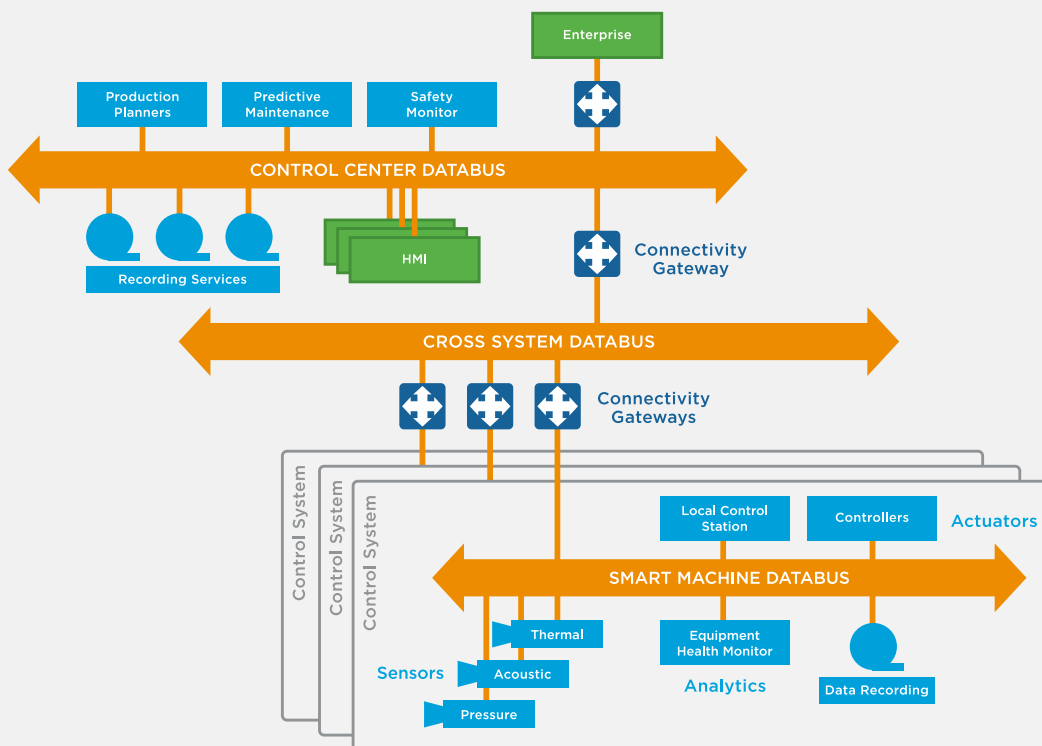 Enterprise
Production
Planners
Predictive
Maintenance
Safety
Monitor
CONTROL CENTER DATABUS
Recording Services
HMI
Connectivity
Gateway
CROSS SYSTEM DATABUS
Connectivity
Gateways
Control System
Control System
Control System
Local Control
Station
Controllers
Actuators
SMART MACHINE DATABUS
Sensors
Thermal
Acoustic
Pressure
Equipment
Health Monitor
Analytics
Data Recording